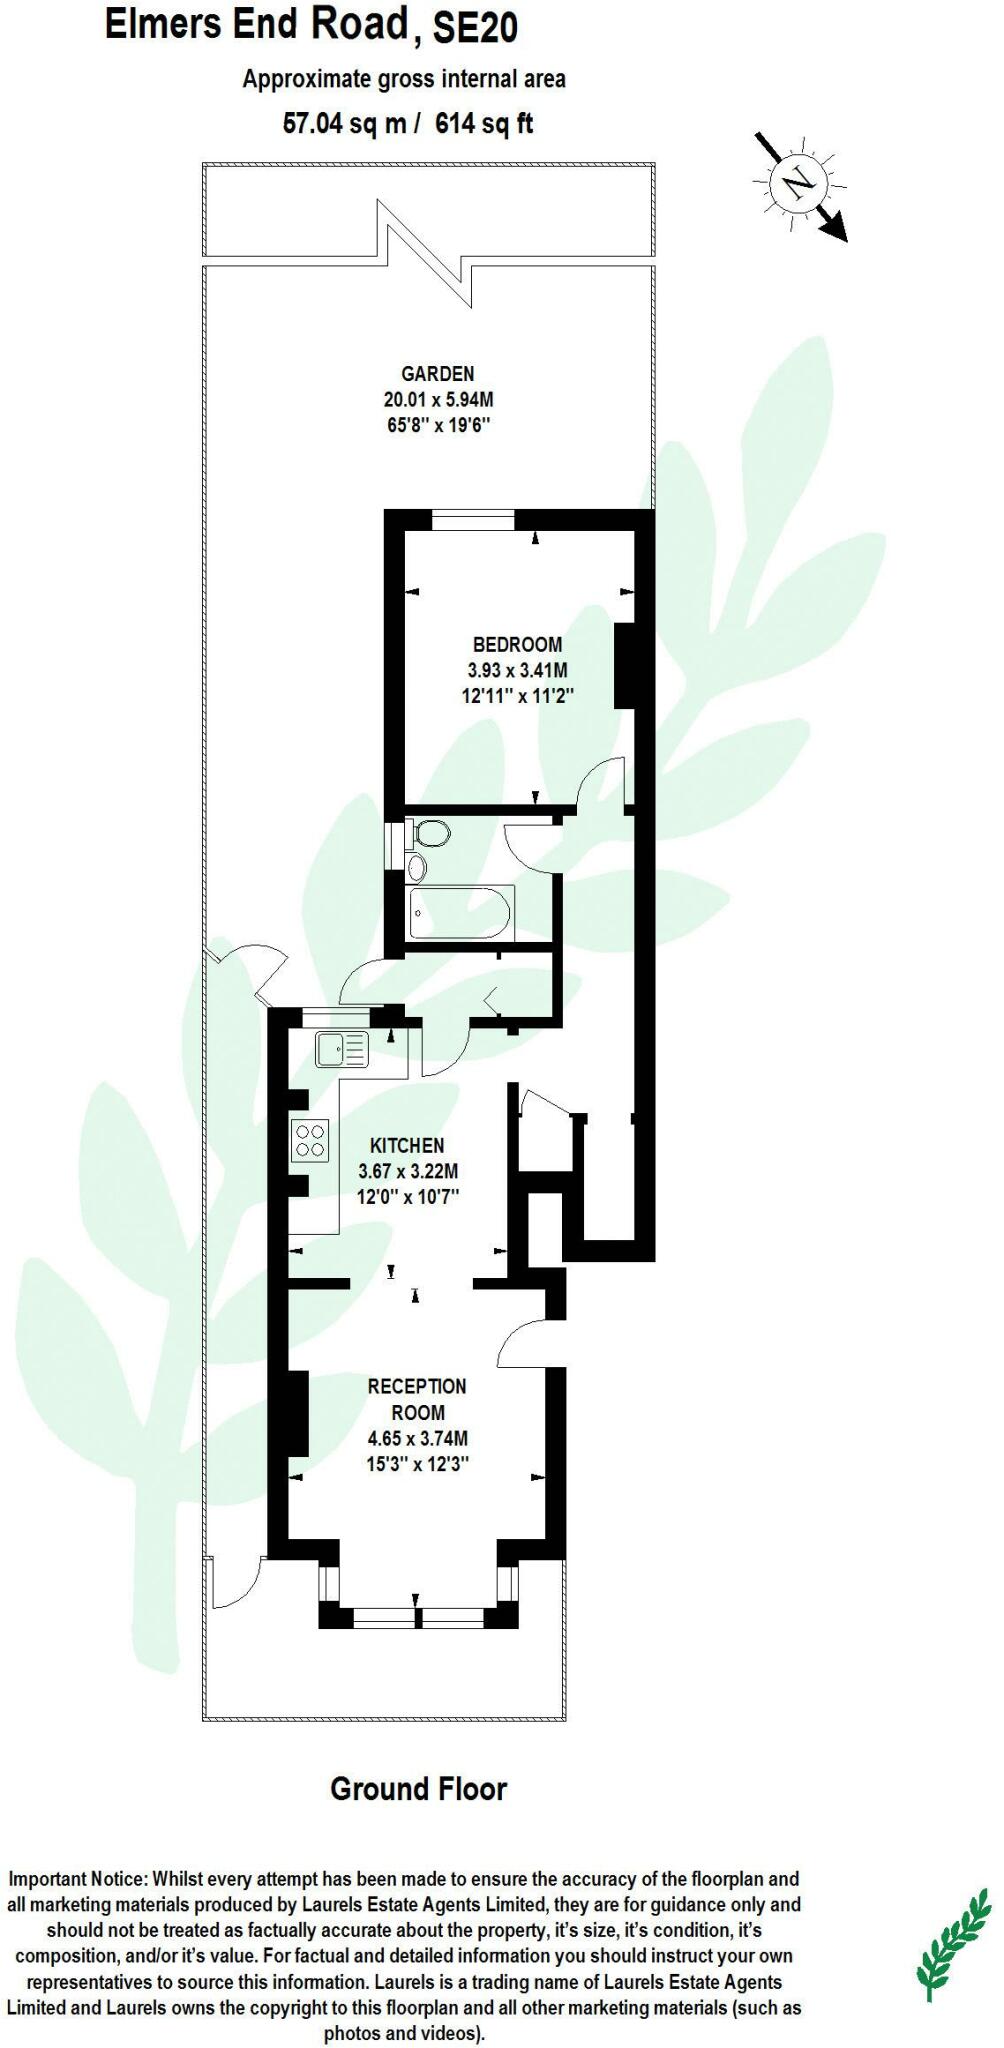 Elmers End Road, SE20
Approximate gross internal area
57.04 sq m / 614 sq ft
N
GARDEN
20.01 x 5.94M
65'8" x 19'6"
BEDROOM
3.93 x 3.41M
12'11" x 11'2"
KITCHEN
3.67 x 3.22M
12'0" x 10'7"
RECEPTION
ROOM
4.65 x 3.74M
15'3" x 12'3"
Ground Floor
Important Notice: Whilst every attempt has been made to ensure the accuracy of the floorplan and
all marketing materials produced by Laurels Estate Agents Limited, they are for guidance only and
should not be treated as factually accurate about the property, it's size, it's condition, it's
composition, and/or it's value. For factual and detailed information you should instruct your own
representatives to source this information. Laurels is a trading name of Laurels Estate Agents
Limited and Laurels owns the copyright to this floorplan and all other marketing materials (such as
photos and videos).